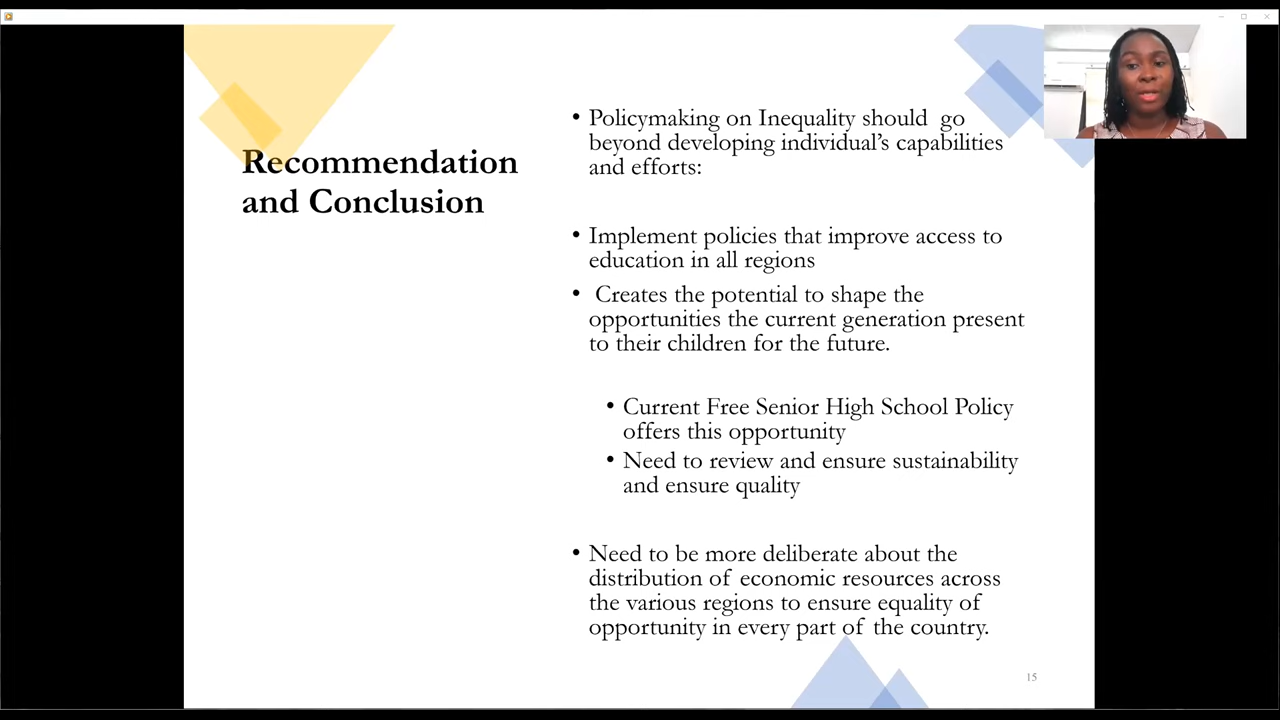 Recommendation
and Conclusion
• Policymaking on Inequality should go
beyond developing individual’s capabilities
and efforts:
• Implement policies that improve access to
education in all regions
• Creates the potential to shape the
opportunities the current generation present
to their children for the future.
• Current Free Senior High School Policy
offers this opportunity
• Need to review and ensure sustainability
and ensure quality
• Need to be more deliberate about the
distribution of economic resources across
the various regions to ensure equality of
opportunity in every part of the country.
15